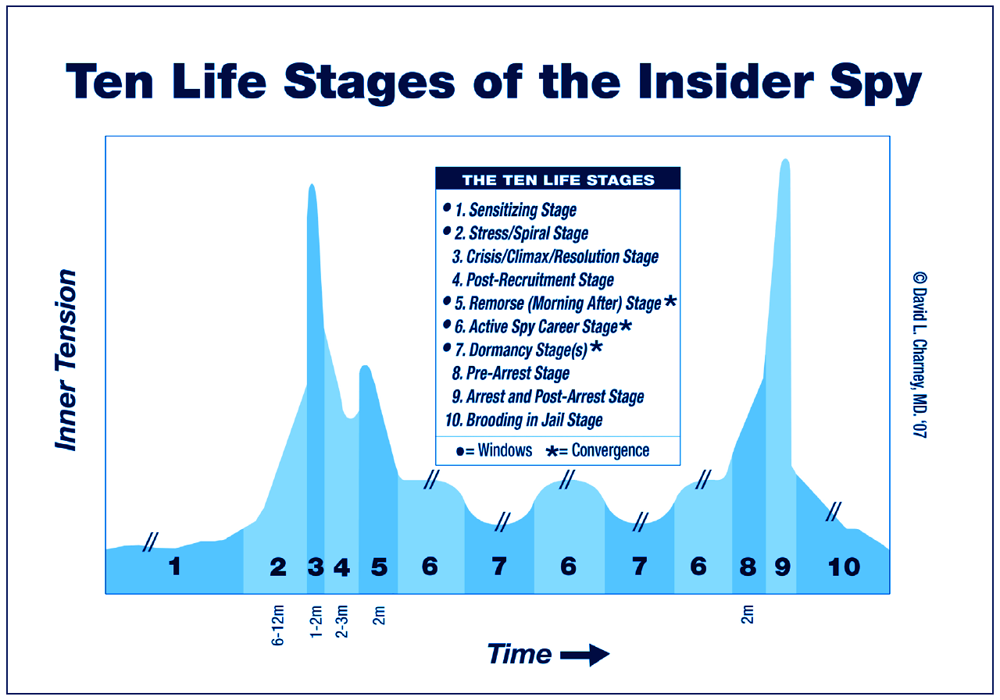 Ten Life Stages of the Insider Spy
THE TEN LIFE STAGES
• 1. Sensitizing Stage
• 2. Stress/Spiral Stage
3. Crisis/Climax/Resolution Stage
4. Post-Recruitment Stage
• 5. Remorse (Morning After) Stage *
• 6. Active Spy Career Stage *
• 7. Dormancy Stage(s) *
8. Pre-Arrest Stage
9. Arrest and Post-Arrest Stage
10. Brooding in Jail Stage
• = Windows * = Convergence
Inner Tension
© David L. Charney, MD. '07
1 2 3 4 5 6 7 6 7 6 8 9 10
6-12m 1-2m 2-3m 2m 2m
Time